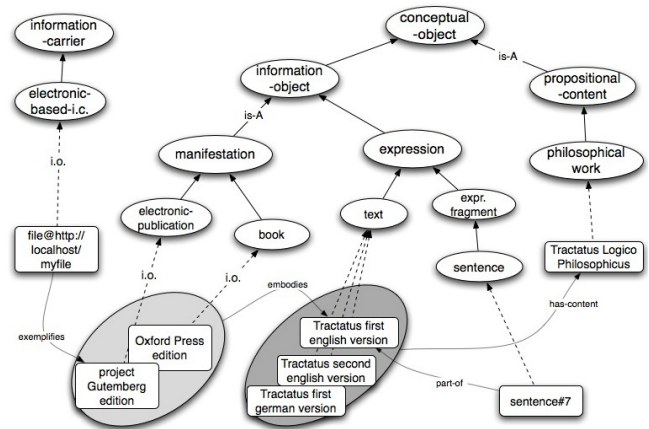 conceptual
-object
information
-carrier
is-A
information
-object
propositional
-content
electronic-
based-i.c.
is-A
i.o.
manifestation
expression
philosophical
work
electronic-
publication
text
expr.
fragment
book
file@http://
localhost/
myfile
sentence
Tractatus Logico
Philosophicus
i.o.
i.o.
embodies
has-content
exemplifies
Oxford Press
edition
Tractatus first
english version
project
Gutemberg
edition
Tractatus second
english version
part-of
Tractatus first
german version
sentence#7